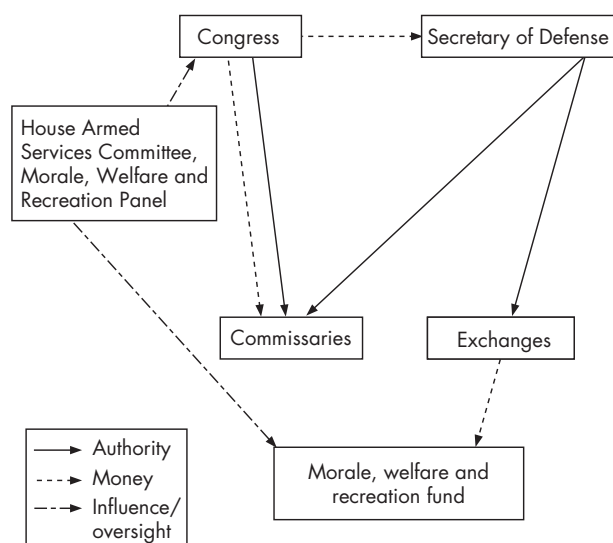 Congress
Secretary of Defense
House Armed
Services Committee,
Morale, Welfare and
Recreation Panel
Commissaries
Exchanges
Morale, welfare and
recreation fund
Authority
Money
Influence/
oversight